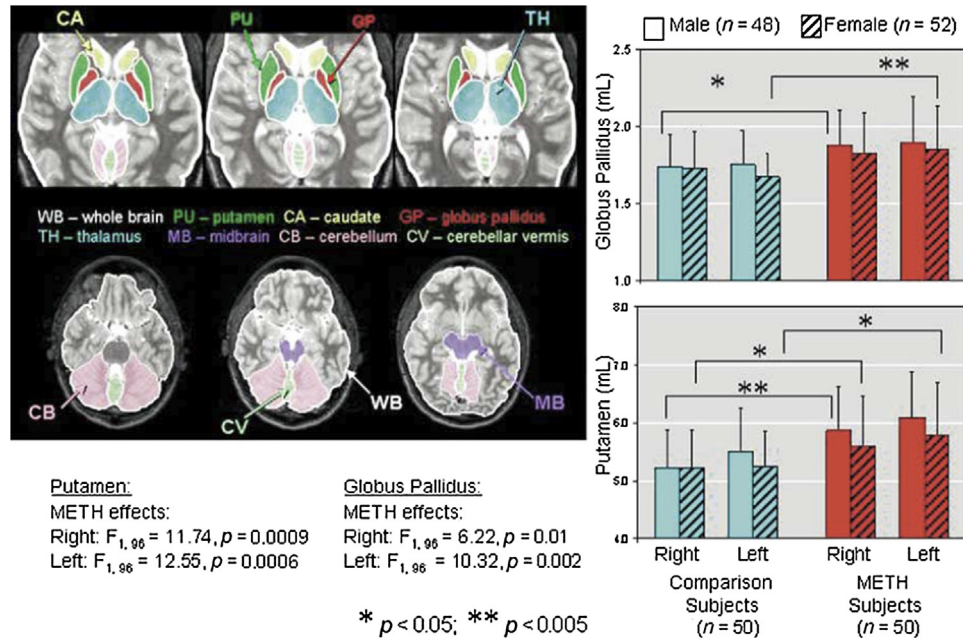 CA
PU
GP
TH
WB – whole brain PU – putamen CA – caudate GP – globus pallidus
TH – thalamus MB – midbrain CB – cerebellum CV – cerebellar vermis
CB
CV
WB
MB
Putamen:
METH effects:
Right: F1, 96 = 11.74, p = 0.0009
Left: F1, 96 = 12.55, p = 0.0006
Globus Pallidus:
METH effects:
Right: F1, 96 = 6.22, p = 0.01
Left: F1, 96 = 10.32, p = 0.002
* p < 0.05; ** p < 0.005
Male (n = 48) Female (n = 52)
Globus Pallidus (mL)
2.5
2.0
1.5
1.0
* **
Putamen (mL)
8.0
7.0
6.0
5.0
4.0
*
*
**
Right Left Right Left
Comparison Subjects (n = 50)
METH Subjects (n = 50)